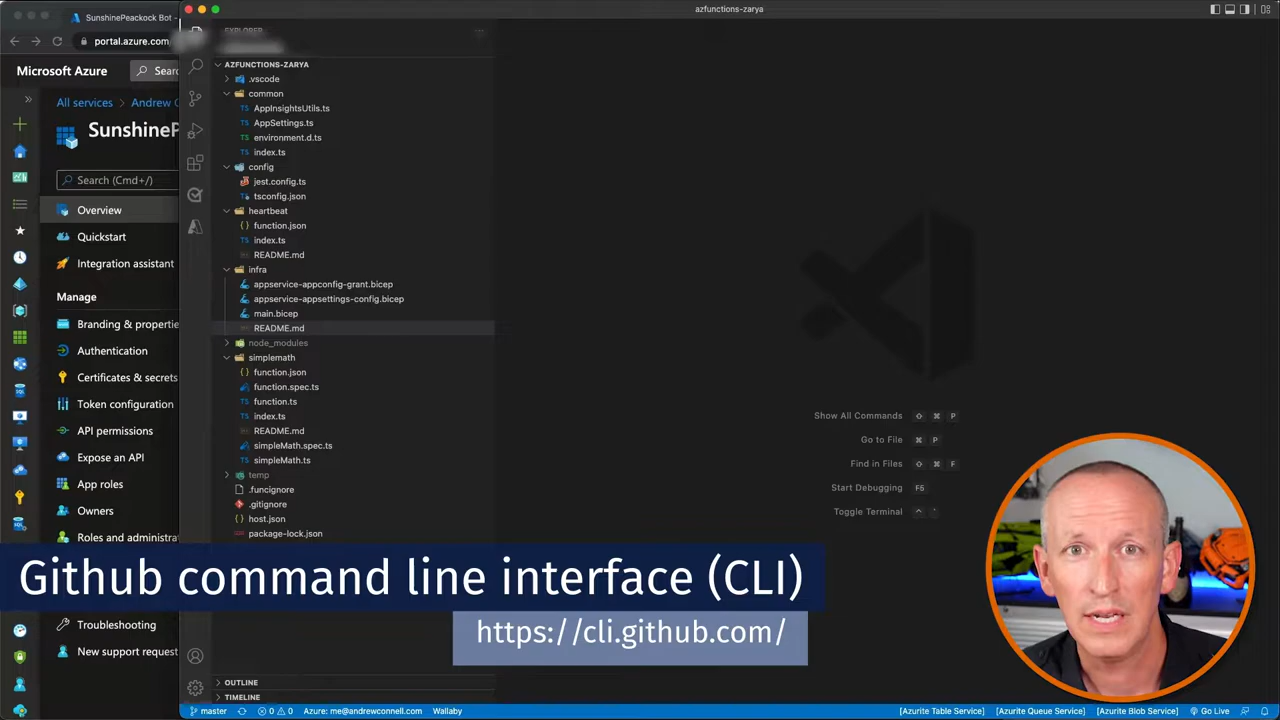 SunshinePeackock Bot -
portal.azure.com
Microsoft Azure
Sear
All services
Andrew C
SunshineP
Search (Cmd+/)
Overview
Quickstart
Integration assistant
Manage
Branding & propertie
Authentication
Certificates & secrets
Token configuration
API permissions
Expose an API
App roles
Owners
Roles and administra
Troubleshooting
New support request
azfunctions-zarya
EXPLORER
AZFUNCTIONS-ZARYA
.vscode
common
AppInsightsUtils.ts
AppSettings.ts
environment.d.ts
index.ts
config
jest.config.ts
tsconfig.json
heartbeat
function.json
index.ts
README.md
infra
appservice-appconfig-grant.bicep
appservice-appsettings-config.bicep
main.bicep
README.md
node_modules
simplemath
function.json
function.spec.ts
function.ts
index.ts
README.md
simpleMath.spec.ts
simpleMath.ts
temp
.funcignore
.gitignore
host.json
package-lock.json
OUTLINE
TIMELINE
Show All Commands ⇧ ⌘ P
Go to File ⌘ P
Find in Files ⇧ ⌘ F
Start Debugging F5
Toggle Terminal ^ `
Github command line interface (CLI)
https://cli.github.com/
master
0 0
Azure: me@andrewconnell.com
Wallaby
[Azurite Table Service]
[Azurite Queue Service]
[Azurite Blob Service]
Go Live